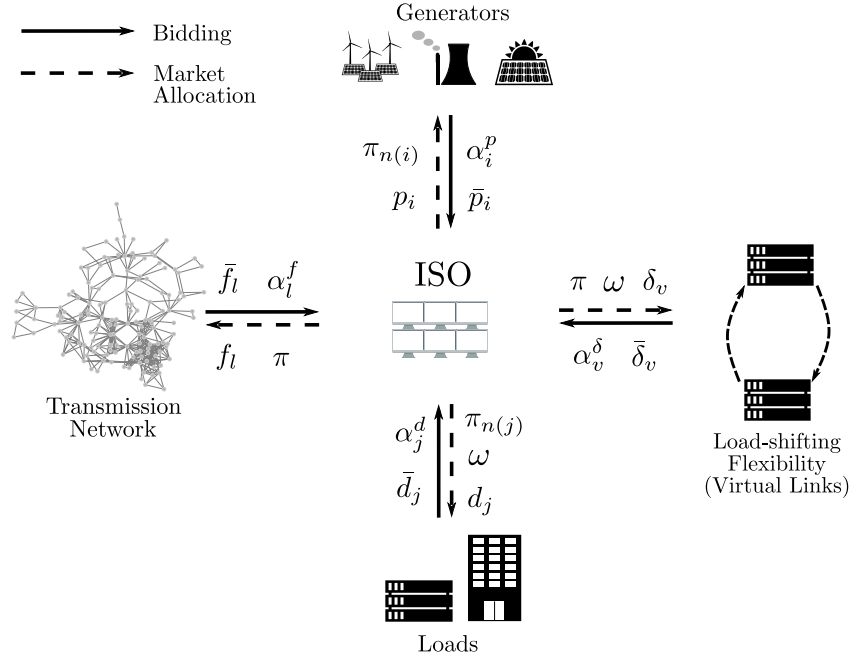 Generators
Bidding
Market
Allocation
π_{n(i)} α_i^p
p_i p̄_i
ISO
f̄_l α_l^f
f_l π
π ω δ_v
α_v^δ δ̄_v
Transmission
Network
α_j^d π_{n(j)}
ω
d̄_j d_j
Load-shifting
Flexibility
(Virtual Links)
Loads